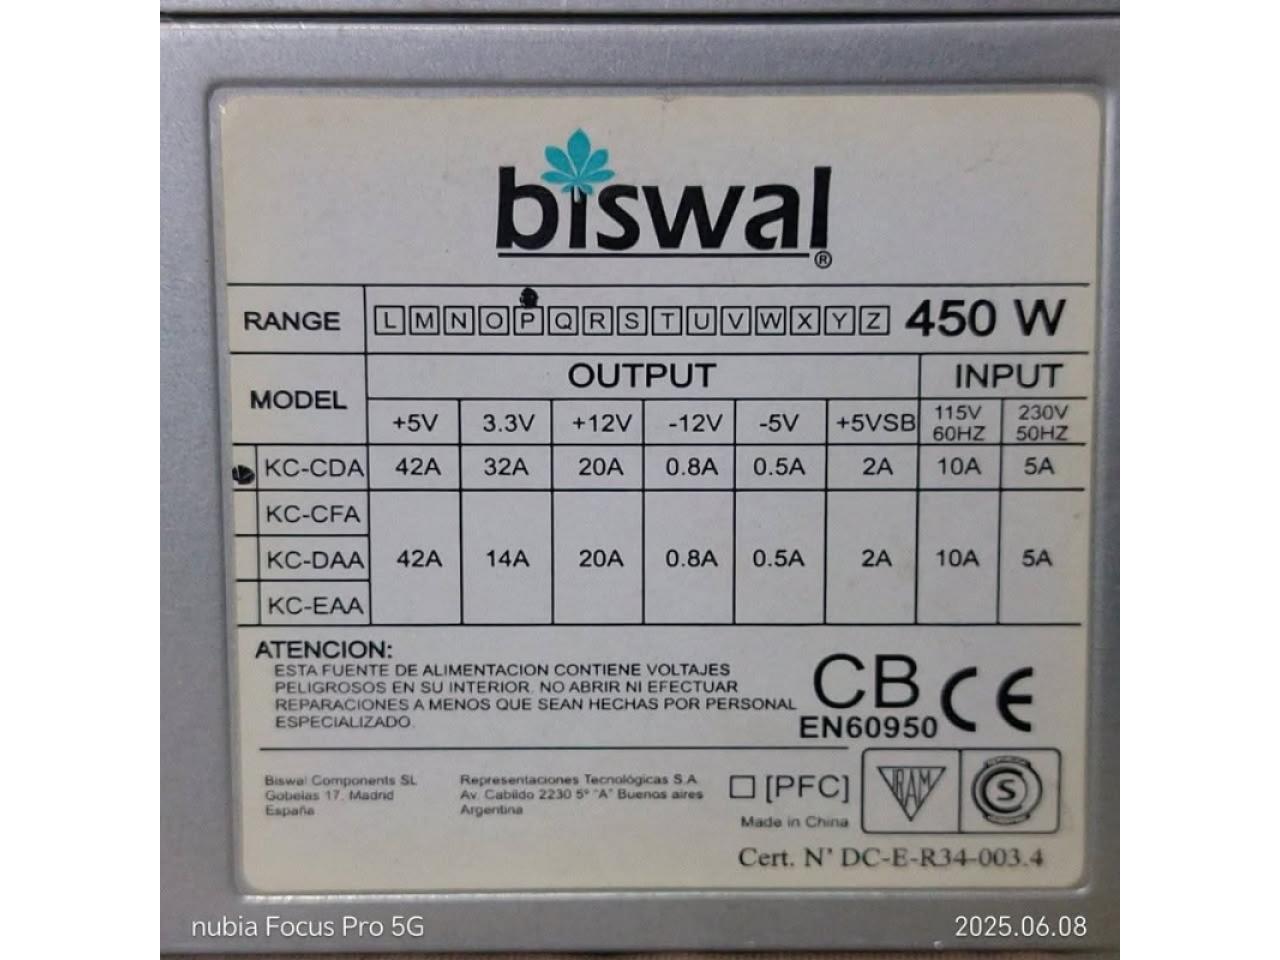 biswal®
RANGE L M N O P Q R S T U V W X Y Z 450 W
MODEL OUTPUT INPUT
+5V 3.3V +12V -12V -5V +5VSB 115V 60HZ 230V 50HZ
KC-CDA 42A 32A 20A 0.8A 0.5A 2A 10A 5A
KC-CFA
KC-DAA 42A 14A 20A 0.8A 0.5A 2A 10A 5A
KC-EAA
ATENCION:
ESTA FUENTE DE ALIMENTACION CONTIENE VOLTAJES
PELIGROSOS EN SU INTERIOR. NO ABRIR NI EFECTUAR
REPARACIONES A MENOS QUE SEAN HECHAS POR PERSONAL
ESPECIALIZADO.
CB CE
EN60950
Biswal Components SL
Gobelas 17, Madrid
España
Representaciones Tecnológicas S.A.
Av. Cabildo 2230 5º "A" Buenos aires
Argentina
[PFC]
Made in China
IRAM S
Cert. N° DC-E-R34-003.4
nubia Focus Pro 5G
2025.06.08